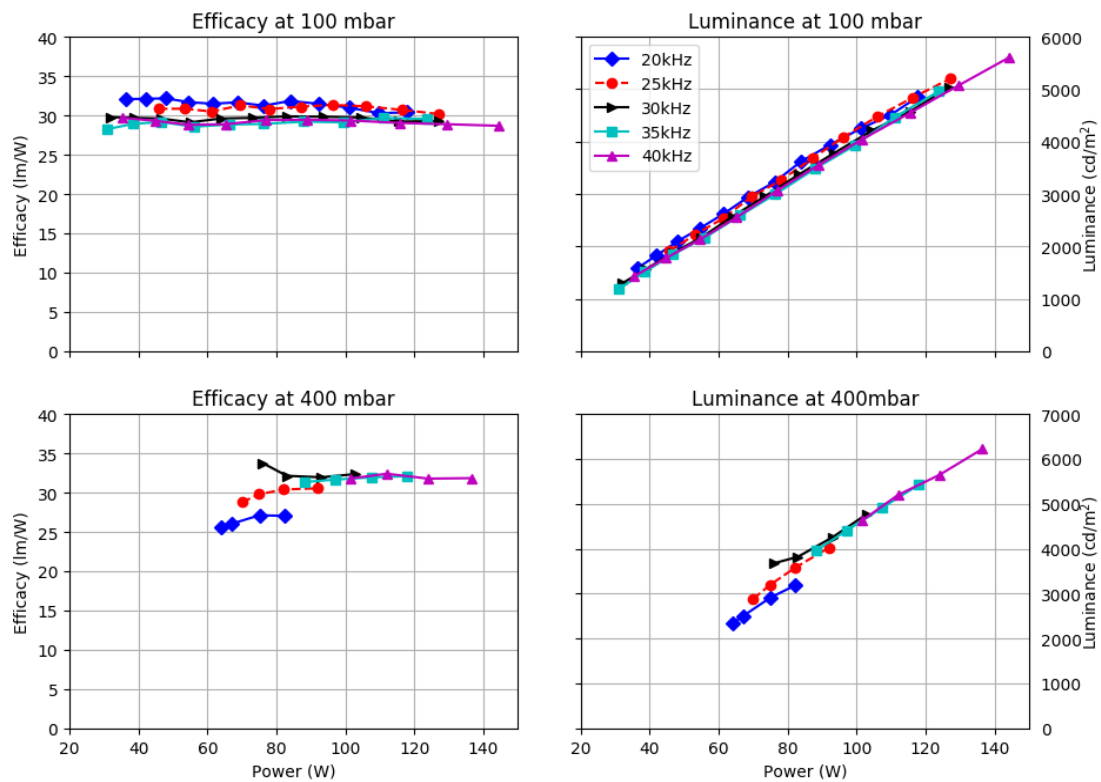 Efficacy at 100 mbar
40
35
30
25
20
15
10
5
0
Efficacy (lm/W)
Luminance at 100 mbar
20kHz
25kHz
30kHz
35kHz
40kHz
6000
5000
4000
3000
2000
1000
0
Luminance (cd/m²)
Efficacy at 400 mbar
40
35
30
25
20
15
10
5
0
Efficacy (lm/W)
20 40 60 80 100 120 140
Power (W)
Luminance at 400mbar
7000
6000
5000
4000
3000
2000
1000
0
Luminance (cd/m²)
20 40 60 80 100 120 140
Power (W)